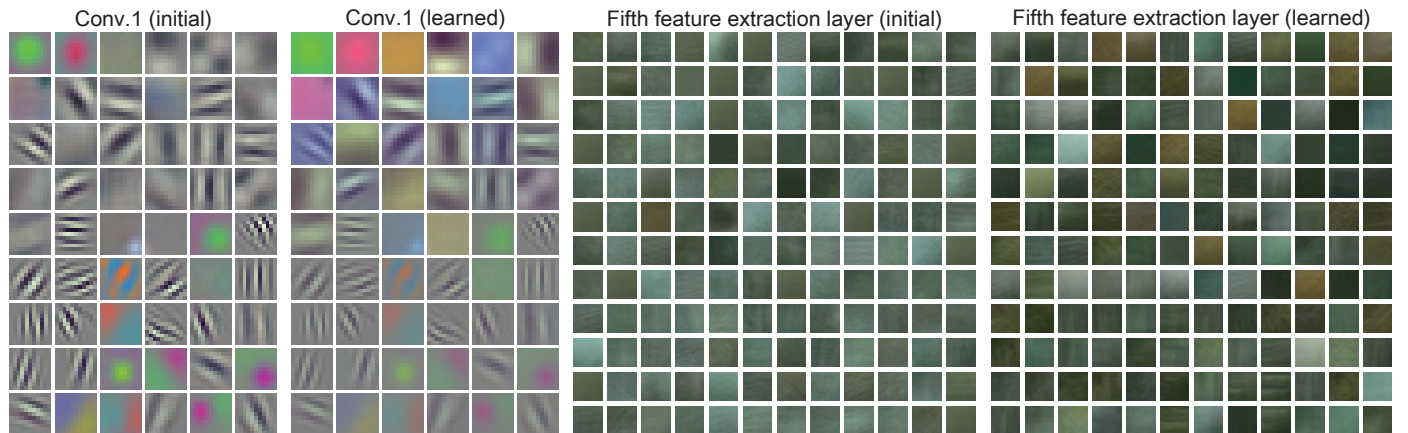 Conv.1 (initial)
Conv.1 (learned)
Fifth feature extraction layer (initial)
Fifth feature extraction layer (learned)